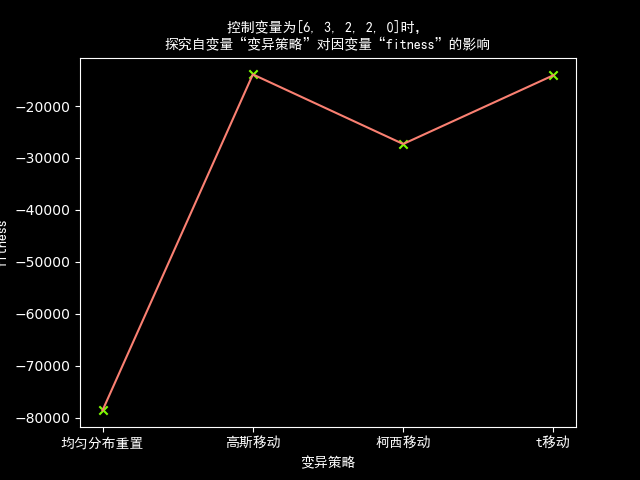 控制变量为[6, 3, 2, 2, 0]时，
探究自变量“变异策略”对因变量“fitness”的影响
fitness
−20000
−30000
−40000
−50000
−60000
−70000
−80000
均匀分布重置
高斯移动
柯西移动
t移动
变异策略